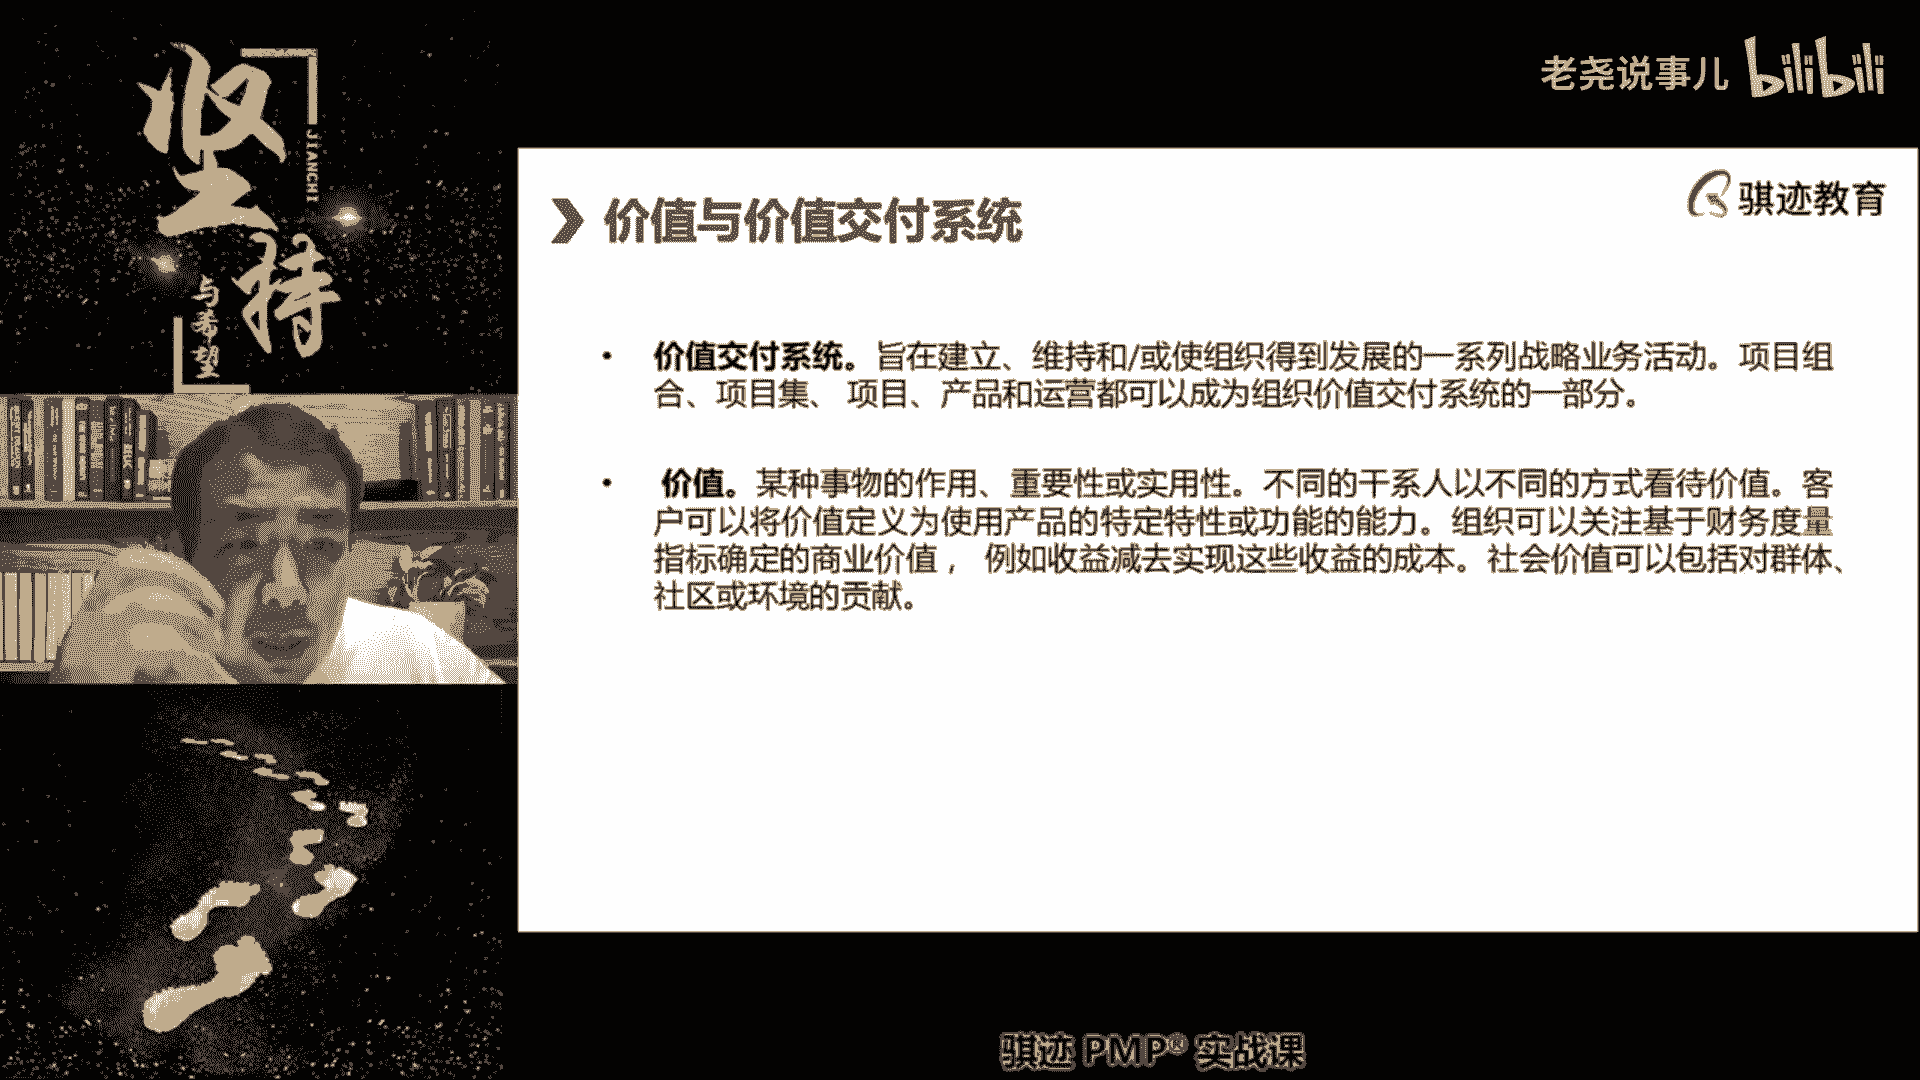 坚持
JIANCHI
与希望
老尧说事儿 bilibili
骐迹教育
价值与价值交付系统
• 价值交付系统。旨在建立、维持和/或使组织得到发展的一系列战略业务活动。项目组
合、项目集、 项目、产品和运营都可以成为组织价值交付系统的一部分。
• 价值。某种事物的作用、重要性或实用性。不同的干系人以不同的方式看待价值。客
户可以将价值定义为使用产品的特定特性或功能的能力。组织可以关注基于财务度量
指标确定的商业价值， 例如收益减去实现这些收益的成本。社会价值可以包括对群体、
社区或环境的贡献。
骐迹 PMP® 实战课